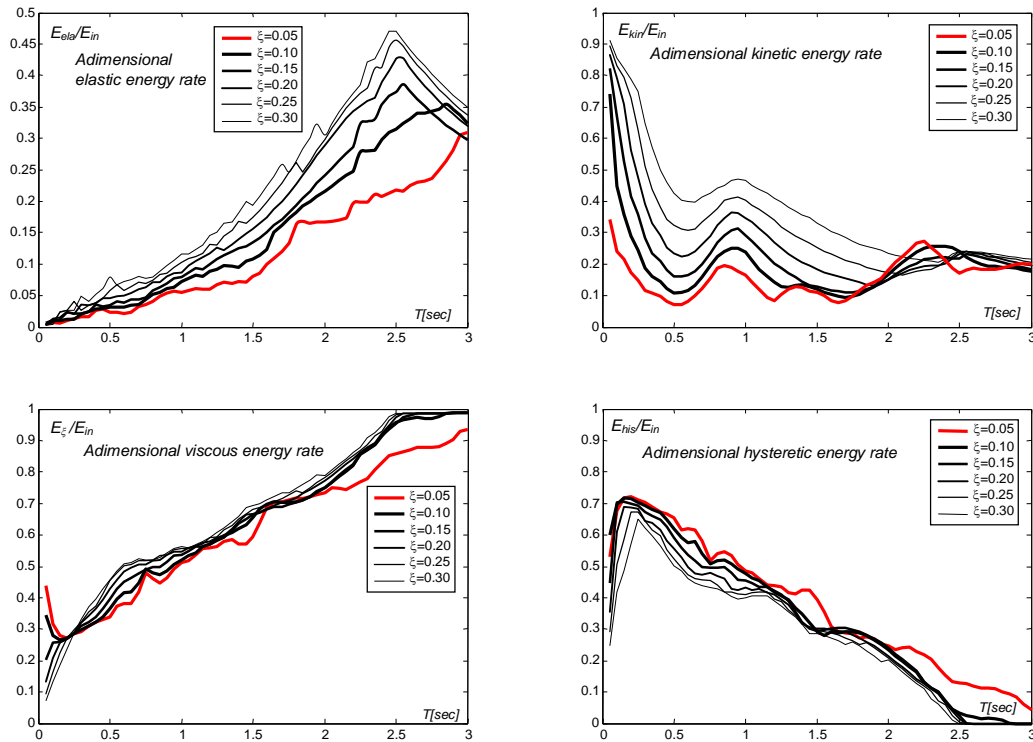 E_ela/E_in
Adimensional
elastic energy rate
ξ=0.05
ξ=0.10
ξ=0.15
ξ=0.20
ξ=0.25
ξ=0.30
0.5
0.45
0.4
0.35
0.3
0.25
0.2
0.15
0.1
0.05
0
T[sec]
0 0.5 1 1.5 2 2.5 3
E_kin/E_in
Adimensional kinetic energy rate
ξ=0.05
ξ=0.10
ξ=0.15
ξ=0.20
ξ=0.25
ξ=0.30
1
0.9
0.8
0.7
0.6
0.5
0.4
0.3
0.2
0.1
0
T[sec]
0 0.5 1 1.5 2 2.5 3
E_ξ/E_in
Adimensional viscous energy rate
ξ=0.05
ξ=0.10
ξ=0.15
ξ=0.20
ξ=0.25
ξ=0.30
1
0.9
0.8
0.7
0.6
0.5
0.4
0.3
0.2
0.1
0
T[sec]
0 0.5 1 1.5 2 2.5 3
E_his/E_in
Adimensional hysteretic energy rate
ξ=0.05
ξ=0.10
ξ=0.15
ξ=0.20
ξ=0.25
ξ=0.30
1
0.9
0.8
0.7
0.6
0.5
0.4
0.3
0.2
0.1
0
T[sec]
0 0.5 1 1.5 2 2.5 3